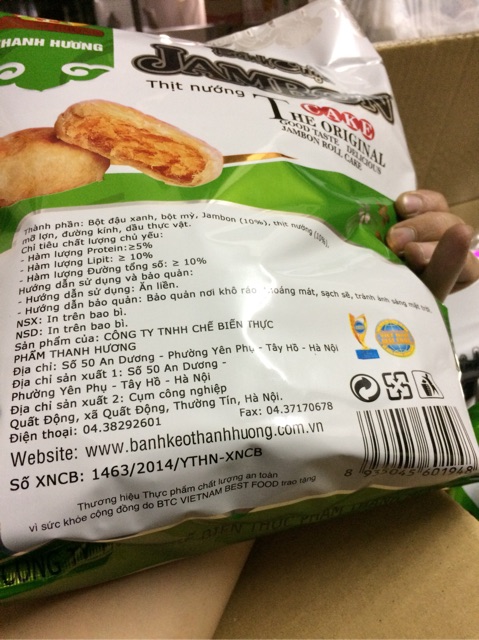 THANH HƯƠNG
JAMBON
Thịt nướng
CAKE
THE ORIGINAL
GOOD TASTE DELICIOUS
JAMBON ROLL CAKE
Thành phần: Bột đậu xanh, bột mỳ, Jambon (10%), thịt nướng (10%),
mỡ lợn, đường kính, dầu thực vật.
Chỉ tiêu chất lượng chủ yếu:
- Hàm lượng Protein:≥5%
- Hàm lượng Lipit: ≥ 10%
- Hàm lượng Đường tổng số: ≥ 10%
Hướng dẫn sử dụng và bảo quản:
- Hướng dẫn sử dụng: Ăn liền.
- Hướng dẫn bảo quản: Bảo quản nơi khô ráo thoáng mát, sạch sẽ, tránh ánh sáng mặt trời.
NSX: In trên bao bì.
NSD: In trên bao bì.
Sản phẩm của: CÔNG TY TNHH CHẾ BIẾN THỰC
PHẨM THANH HƯƠNG
Địa chỉ: Số 50 An Dương - Phường Yên Phụ - Tây Hồ - Hà Nội
Địa chỉ sản xuất 1: Số 50 An Dương -
Phường Yên Phụ - Tây Hồ - Hà Nội
Địa chỉ sản xuất 2: Cụm công nghiệp
Quất Động, xã Quất Động, Thường Tín, Hà Nội.
Điện thoại: 04.38292601 Fax: 04.37170678
Website: www.banhkeothanhhuong.com.vn
Số XNCB: 1463/2014/YTHN-XNCB
8 935045 601948
Thương hiệu Thực phẩm chất lượng an toàn
vì sức khỏe cộng đồng do BTC VIETNAM BEST FOOD trao tặng